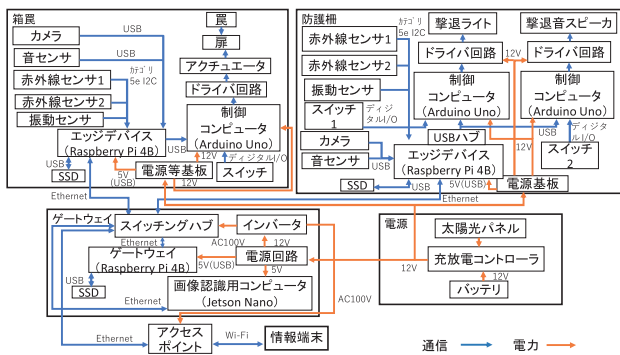 箱罠
カメラ
USB
音センサ
USB
赤外線センサ1
カテゴリ
5e I2C
赤外線センサ2
振動センサ
罠
扉
アクチュエータ
ドライバ回路
制御
コンピュータ
(Arduino Uno)
エッジデバイス
(Raspberry Pi 4B)
USB
USB
SSD
5V
(USB)
電源等基板
12V
12V
ディジタルI/O
スイッチ
Ethernet
防護柵
赤外線センサ1
カテゴリ
5e I2C
赤外線センサ2
振動センサ
スイッチ
1
ディジタ
ルI/O
カメラ
音センサ
撃退ライト
ドライバ回路
12V
制御
コンピュータ
(Arduino Uno)
撃退音スピーカ
ドライバ回路
制御
コンピュータ
(Arduino Uno)
USB
USBハブ
USB
ディジ
タルI/O
スイッチ
2
エッジデバイス
(Raspberry Pi 4B)
12V
USB
SSD
USB
5V(USB)
電源基板
Ethernet
ゲートウェイ
スイッチングハブ
インバータ
Ethernet
AC100V
12V
ゲートウェイ
(Raspberry Pi 4B)
5V(USB)
電源回路
5V
USB
SSD
Ethernet
画像認識用コンピュータ
(Jetson Nano)
電源
太陽光パネル
充放電コントローラ
12V
12V
バッテリ
AC100V
Ethernet
アクセス
ポイント
Wi-Fi
情報端末
通信
電力